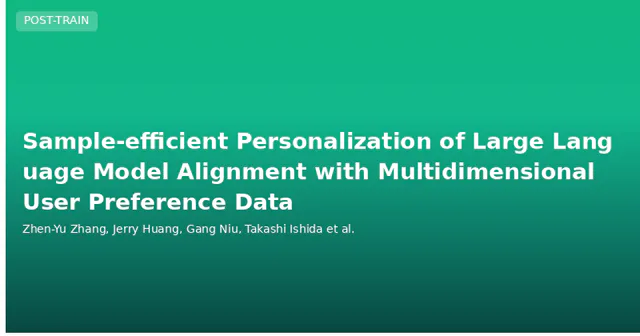 POST-TRAIN
Sample-efficient Personalization of Large Lang
uage Model Alignment with Multidimensional
User Preference Data
Zhen-Yu Zhang, Jerry Huang, Gang Niu, Takashi Ishida et al.